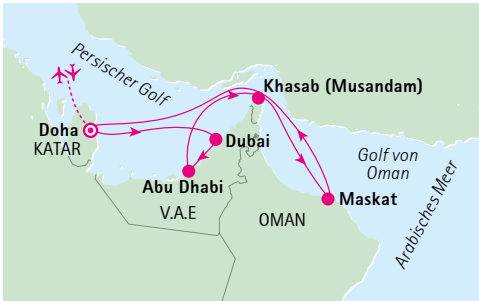 Persischer Golf
Khasab (Musandam)
Doha
KATAR
Dubai
Abu Dhabi
V.A.E
OMAN
Golf von
Oman
Maskat
Arabisches Meer